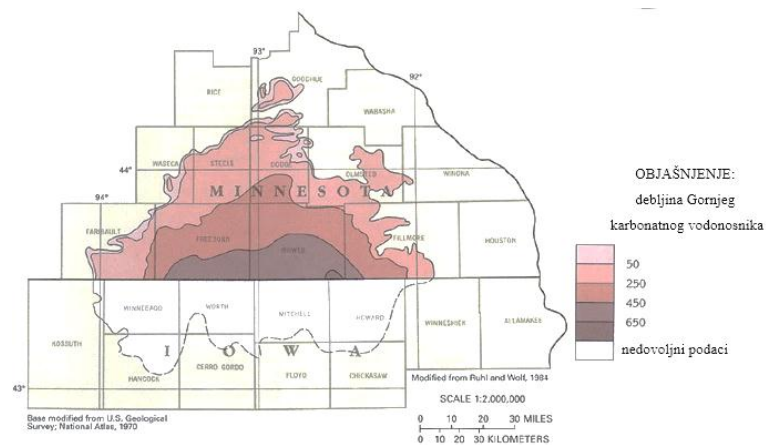 93°
92°
GOODHUE
RICE
WABASHA
WASECA
STEELE
DODGE
OLMSTED
WINONA
44°
MINNESOTA
94°
FARIBAULT
FREEBORN
MOWER
FILLMORE
HOUSTON
WINNEBAGO
WORTH
MITCHELL
HOWARD
WINNESHIEK
ALLAMAKEE
KOSSUTH
IOWA
HANCOCK
CERRO GORDO
FLOYD
CHICKASAW
43°
Modified from Ruhl and Wolf, 1984
SCALE 1:2,000,000
0 10 20 30 MILES
0 10 20 30 KILOMETERS
Base modified from U.S. Geological
Survey; National Atlas, 1970
OBJAŠNJENJE:
debljina Gornjeg
karbonatnog vodonosnika
50
250
450
650
nedovoljni podaci